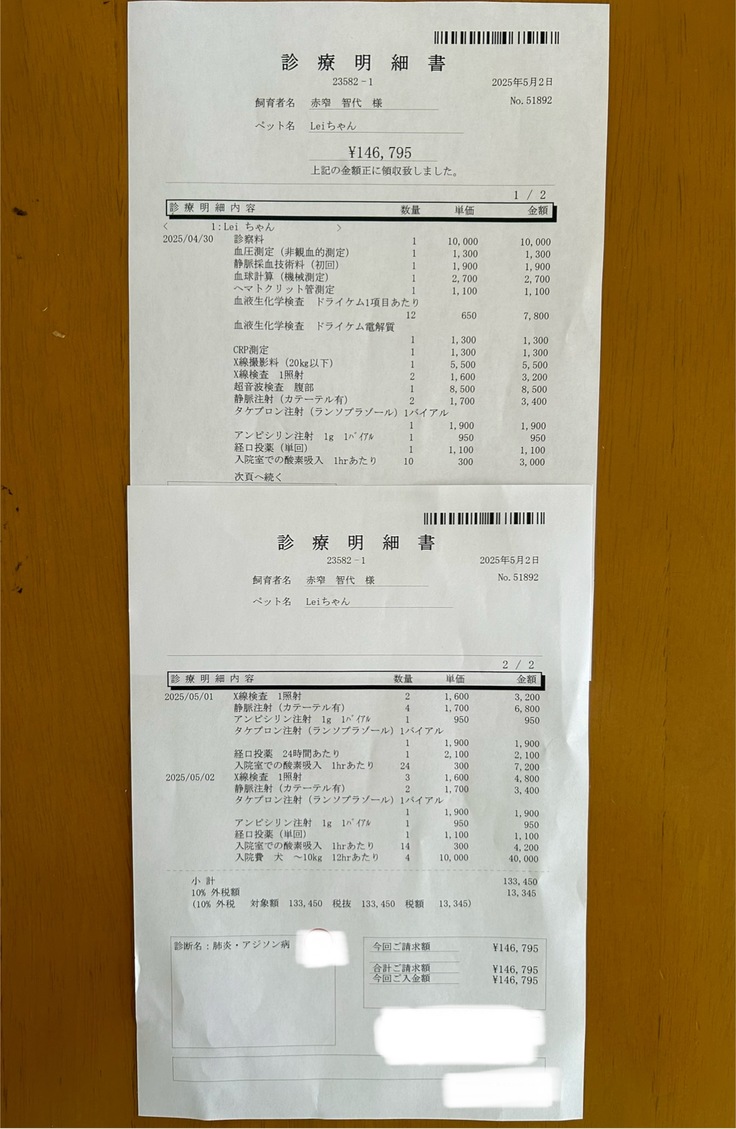 診療明細書
23582-1 2025年5月2日
飼育者名 赤窄 智代 様 No.51892
ペット名 Leiちゃん
¥146,795
上記の金額正に領収致しました。
1 / 2
診療明細内容 数量 単価 金額
< 1:Lei ちゃん >
2025/04/30 診察料 1 10,000 10,000
血圧測定（非観血的測定） 1 1,300 1,300
静脈採血技術料（初回） 1 1,900 1,900
血球計算（機械測定） 1 2,700 2,700
ヘマトクリット管測定 1 1,100 1,100
血液生化学検査 ドライケム1項目あたり
12 650 7,800
血液生化学検査 ドライケム電解質
1 1,300 1,300
CRP測定 1 1,300 1,300
X線撮影料（20kg以下） 1 5,500 5,500
X線検査 1照射 2 1,600 3,200
超音波検査 腹部 1 8,500 8,500
静脈注射（カテーテル有） 2 1,700 3,400
タケプロン注射（ランソプラゾール）1バイアル
1 1,900 1,900
アンピシリン注射 1g 1ﾊﾞｲｱﾙ 1 950 950
経口投薬（単回） 1 1,100 1,100
入院室での酸素吸入 1hrあたり 10 300 3,000
次頁へ続く
診療明細書
23582-1 2025年5月2日
飼育者名 赤窄 智代 様 No.51892
ペット名 Leiちゃん
2 / 2
診療明細内容 数量 単価 金額
2025/05/01 X線検査 1照射 2 1,600 3,200
静脈注射（カテーテル有） 4 1,700 6,800
アンピシリン注射 1g 1ﾊﾞｲｱﾙ 1 950 950
タケプロン注射（ランソプラゾール）1バイアル
1 1,900 1,900
経口投薬 24時間あたり 1 2,100 2,100
入院室での酸素吸入 1hrあたり 24 300 7,200
2025/05/02 X線検査 1照射 3 1,600 4,800
静脈注射（カテーテル有） 2 1,700 3,400
タケプロン注射（ランソプラゾール）1バイアル
1 1,900 1,900
アンピシリン注射 1g 1ﾊﾞｲｱﾙ 1 950 950
経口投薬（単回） 1 1,100 1,100
入院室での酸素吸入 1hrあたり 14 300 4,200
入院費 犬 ～10kg 12hrあたり 4 10,000 40,000
小計 133,450
10% 外税額 13,345
(10% 外税 対象額 133,450 税抜 133,450 税額 13,345)
診断名：肺炎・アジソン病
今回ご請求額 ¥146,795
合計ご請求額 ¥146,795
今回ご入金額 ¥146,795